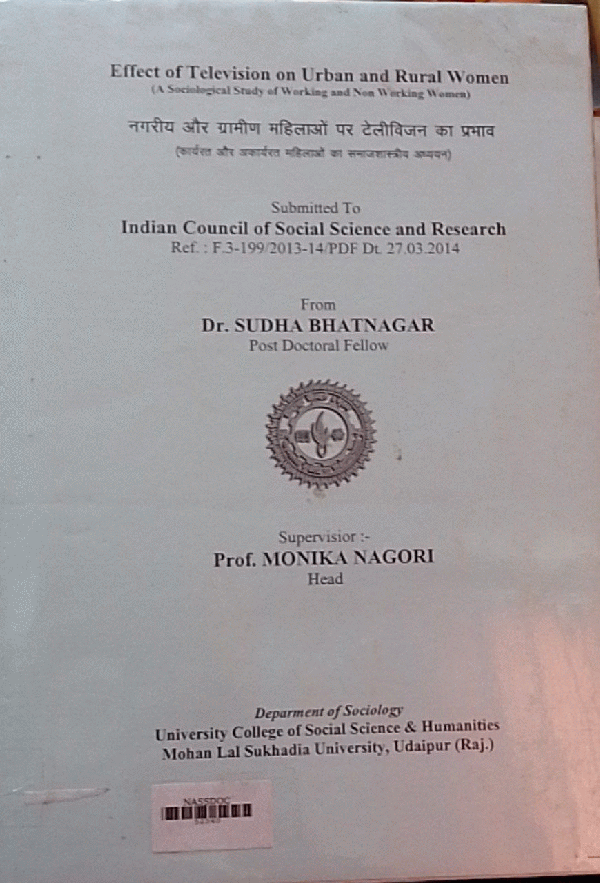 Effect of Television on Urban and Rural Women
(A Sociological Study of Working and Non Working Women)
नगरीय और ग्रामीण महिलाओं पर टेलीविजन का प्रभाव
(कार्यरत और अकार्यरत महिलाओं का समाजशास्त्रीय अध्ययन)
Submitted To
Indian Council of Social Science and Research
Ref. : F.3-199/2013-14/PDF Dt. 27.03.2014
From
Dr. SUDHA BHATNAGAR
Post Doctoral Fellow
Supervisior :-
Prof. MONIKA NAGORI
Head
Deparment of Sociology
University College of Social Science & Humanities
Mohan Lal Sukhadia University, Udaipur (Raj.)
NASSDOC